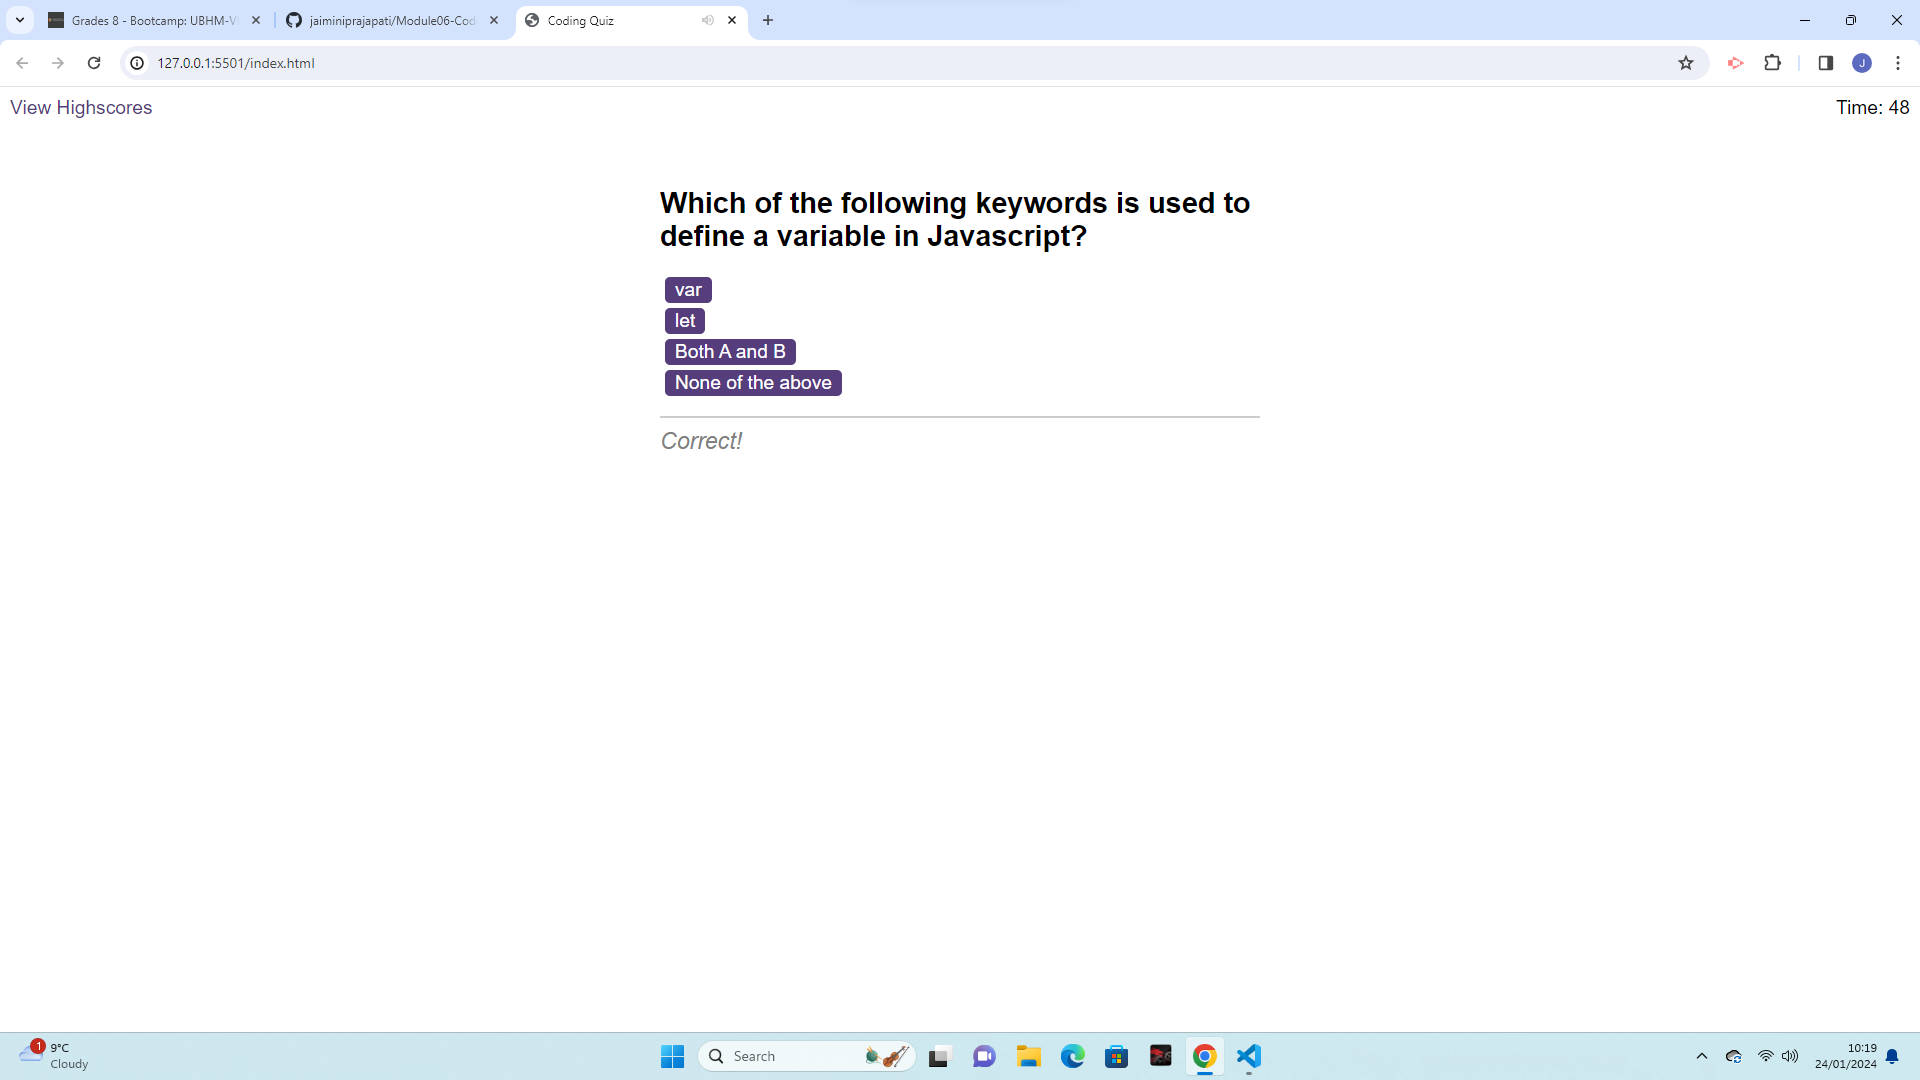 Grades 8 - Bootcamp: UBHM-V
jaiminiprajapati/Module06-Cod
Coding Quiz
127.0.0.1:5501/index.html
J
View Highscores
Time: 48
Which of the following keywords is used to
define a variable in Javascript?
var
let
Both A and B
None of the above
Correct!
1
9°C
Cloudy
Search
10:19
24/01/2024